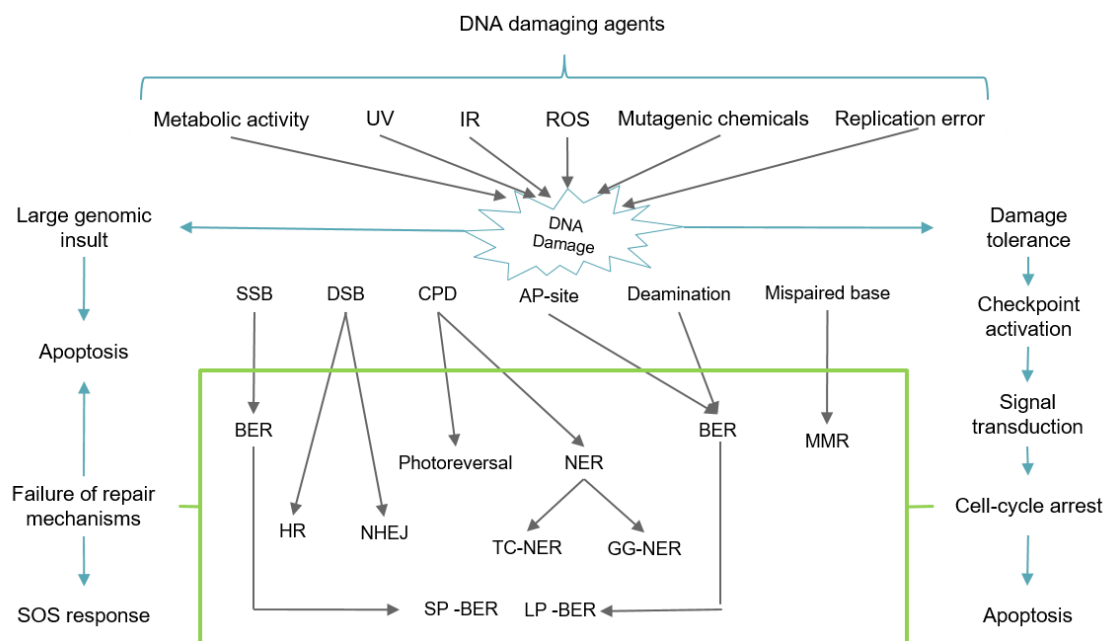 DNA damaging agents
Metabolic activity UV IR ROS Mutagenic chemicals Replication error
Large genomic
insult
DNA
Damage
Damage
tolerance
SSB DSB CPD AP-site Deamination Mispaired base
Checkpoint
activation
Apoptosis
Signal
transduction
BER BER MMR
Photoreversal NER
Failure of repair
mechanisms
Cell-cycle arrest
HR NHEJ TC-NER GG-NER
SOS response SP -BER LP -BER Apoptosis